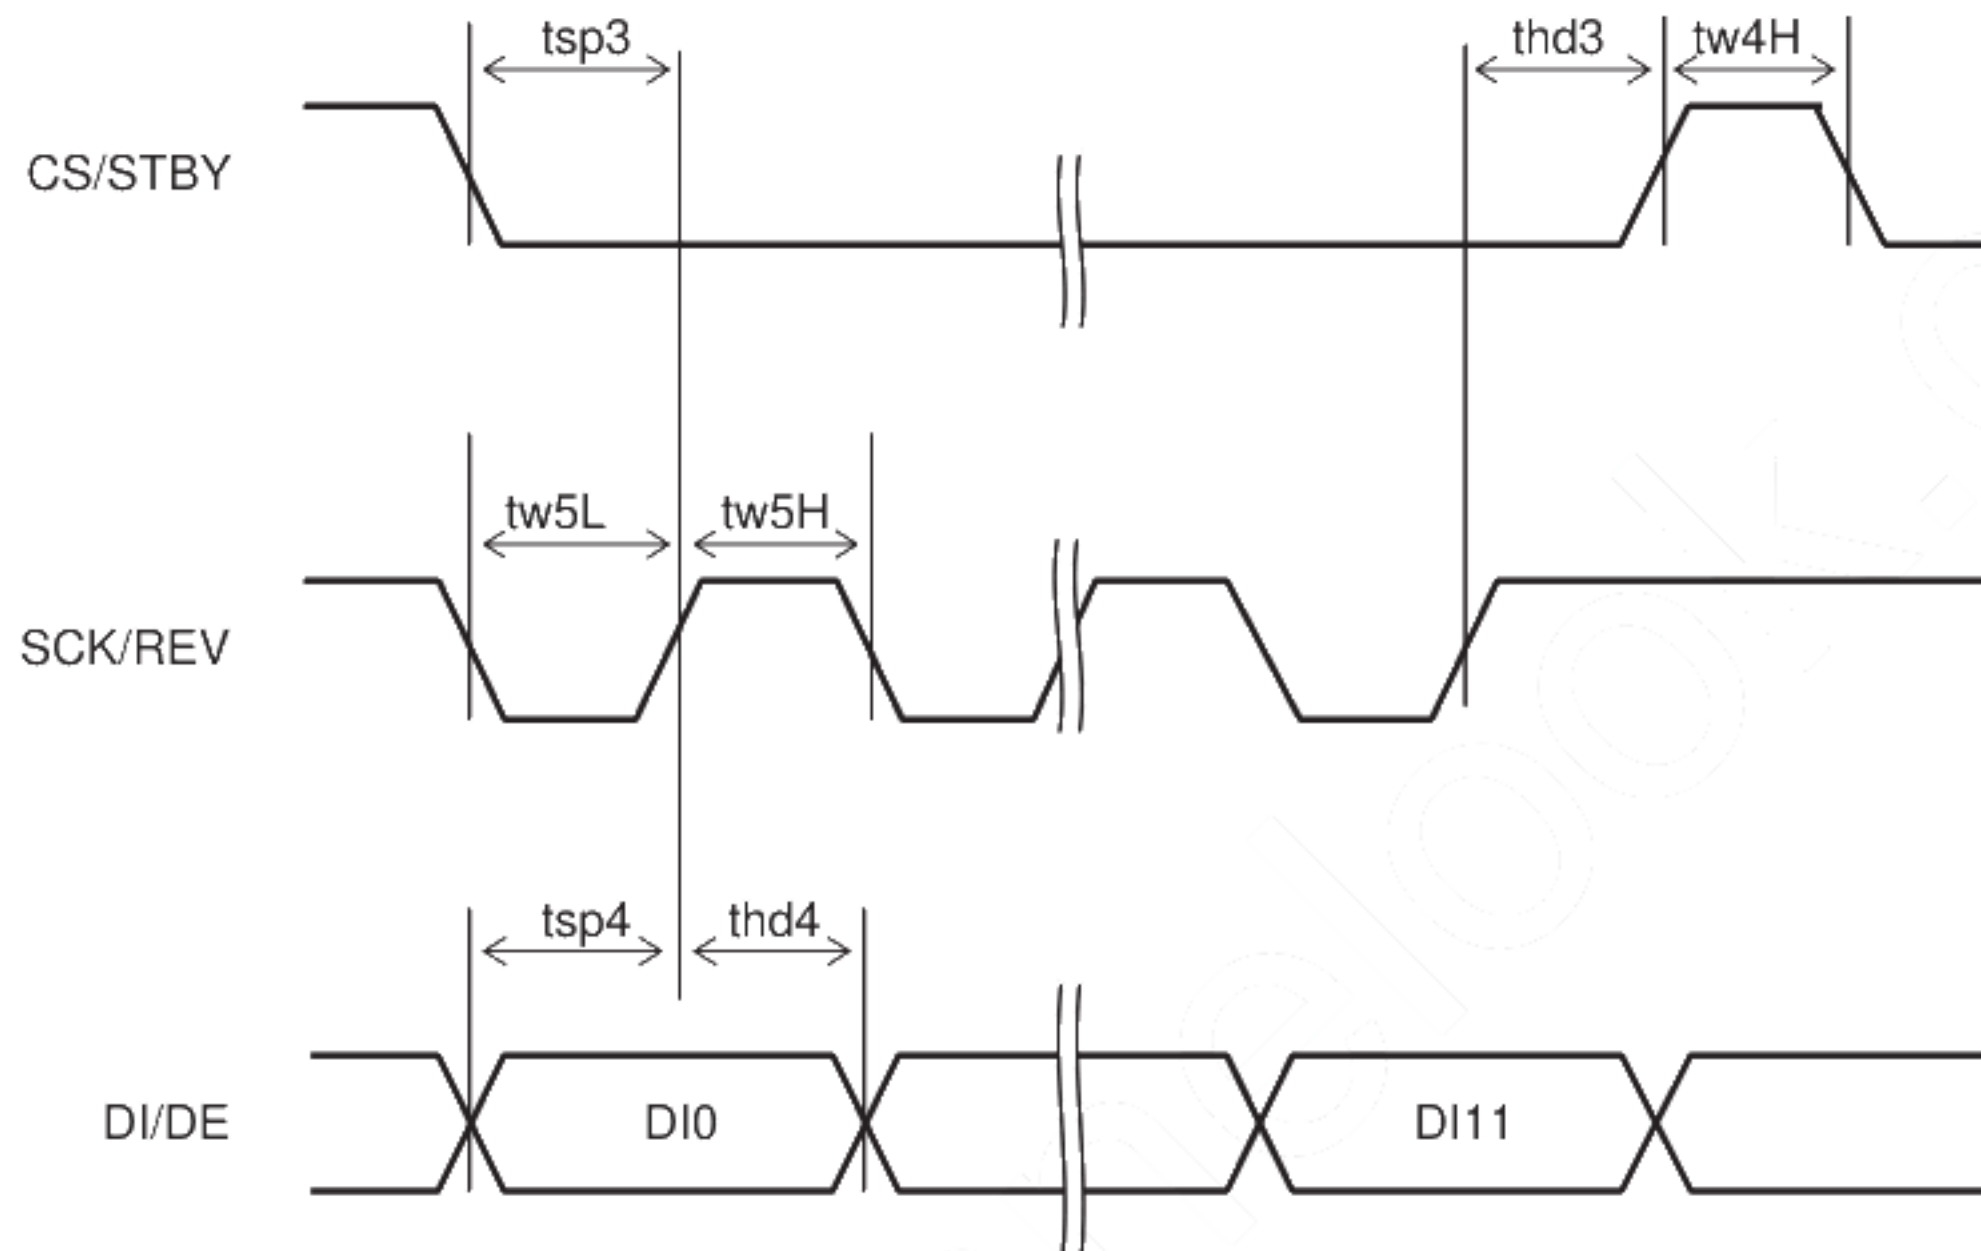 tsp3
thd3
tw4H
CS/STBY
tw5L
tw5H
SCK/REV
tsp4
thd4
DI/DE
DI0
DI11